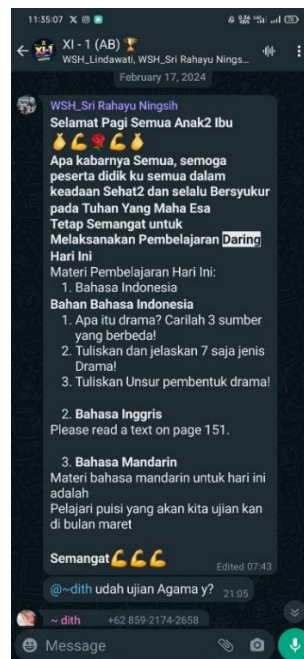 11:35:07
XI - 1 (AB) 🏆
WSH_Lindawati, WSH_Sri Rahayu Nings...
February 17, 2024
WSH_Sri Rahayu Ningsih
Selamat Pagi Semua Anak2 Ibu
💪🌹💪
Apa kabarnya Semua, semoga
peserta didik ku semua dalam
keadaan Sehat2 dan selalu Bersyukur
pada Tuhan Yang Maha Esa
Tetap Semangat untuk
Melaksanakan Pembelajaran Daring
Hari Ini
Materi Pembelajaran Hari Ini:
1. Bahasa Indonesia
Bahan Bahasa Indonesia
1. Apa itu drama? Carilah 3 sumber
yang berbeda!
2. Tuliskan dan jelaskan 7 saja jenis
Drama!
3. Tuliskan Unsur pembentuk drama!
2. Bahasa Inggris
Please read a text on page 151.
3. Bahasa Mandarin
Materi bahasa mandarin untuk hari ini
adalah
Pelajari puisi yang akan kita ujian kan
di bulan maret
Semangat💪💪💪
Edited 07:43
@~dith udah ujian Agama y?
21:05
~ dith +62 859-2174-2658
Message